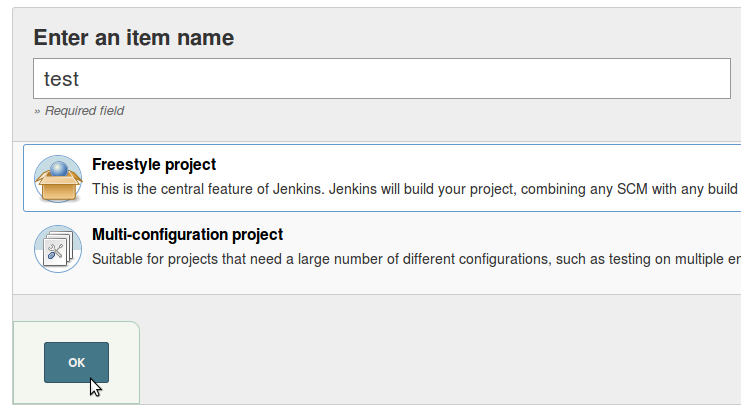 Enter an item name
test
» Required field
Freestyle project
This is the central feature of Jenkins. Jenkins will build your project, combining any SCM with any build
Multi-configuration project
Suitable for projects that need a large number of different configurations, such as testing on multiple
OK